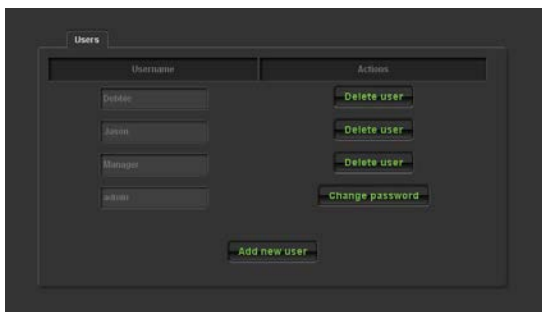 Users
Username Actions
Debbie Delete user
Jason Delete user
Manager Delete user
admin Change password
Add new user